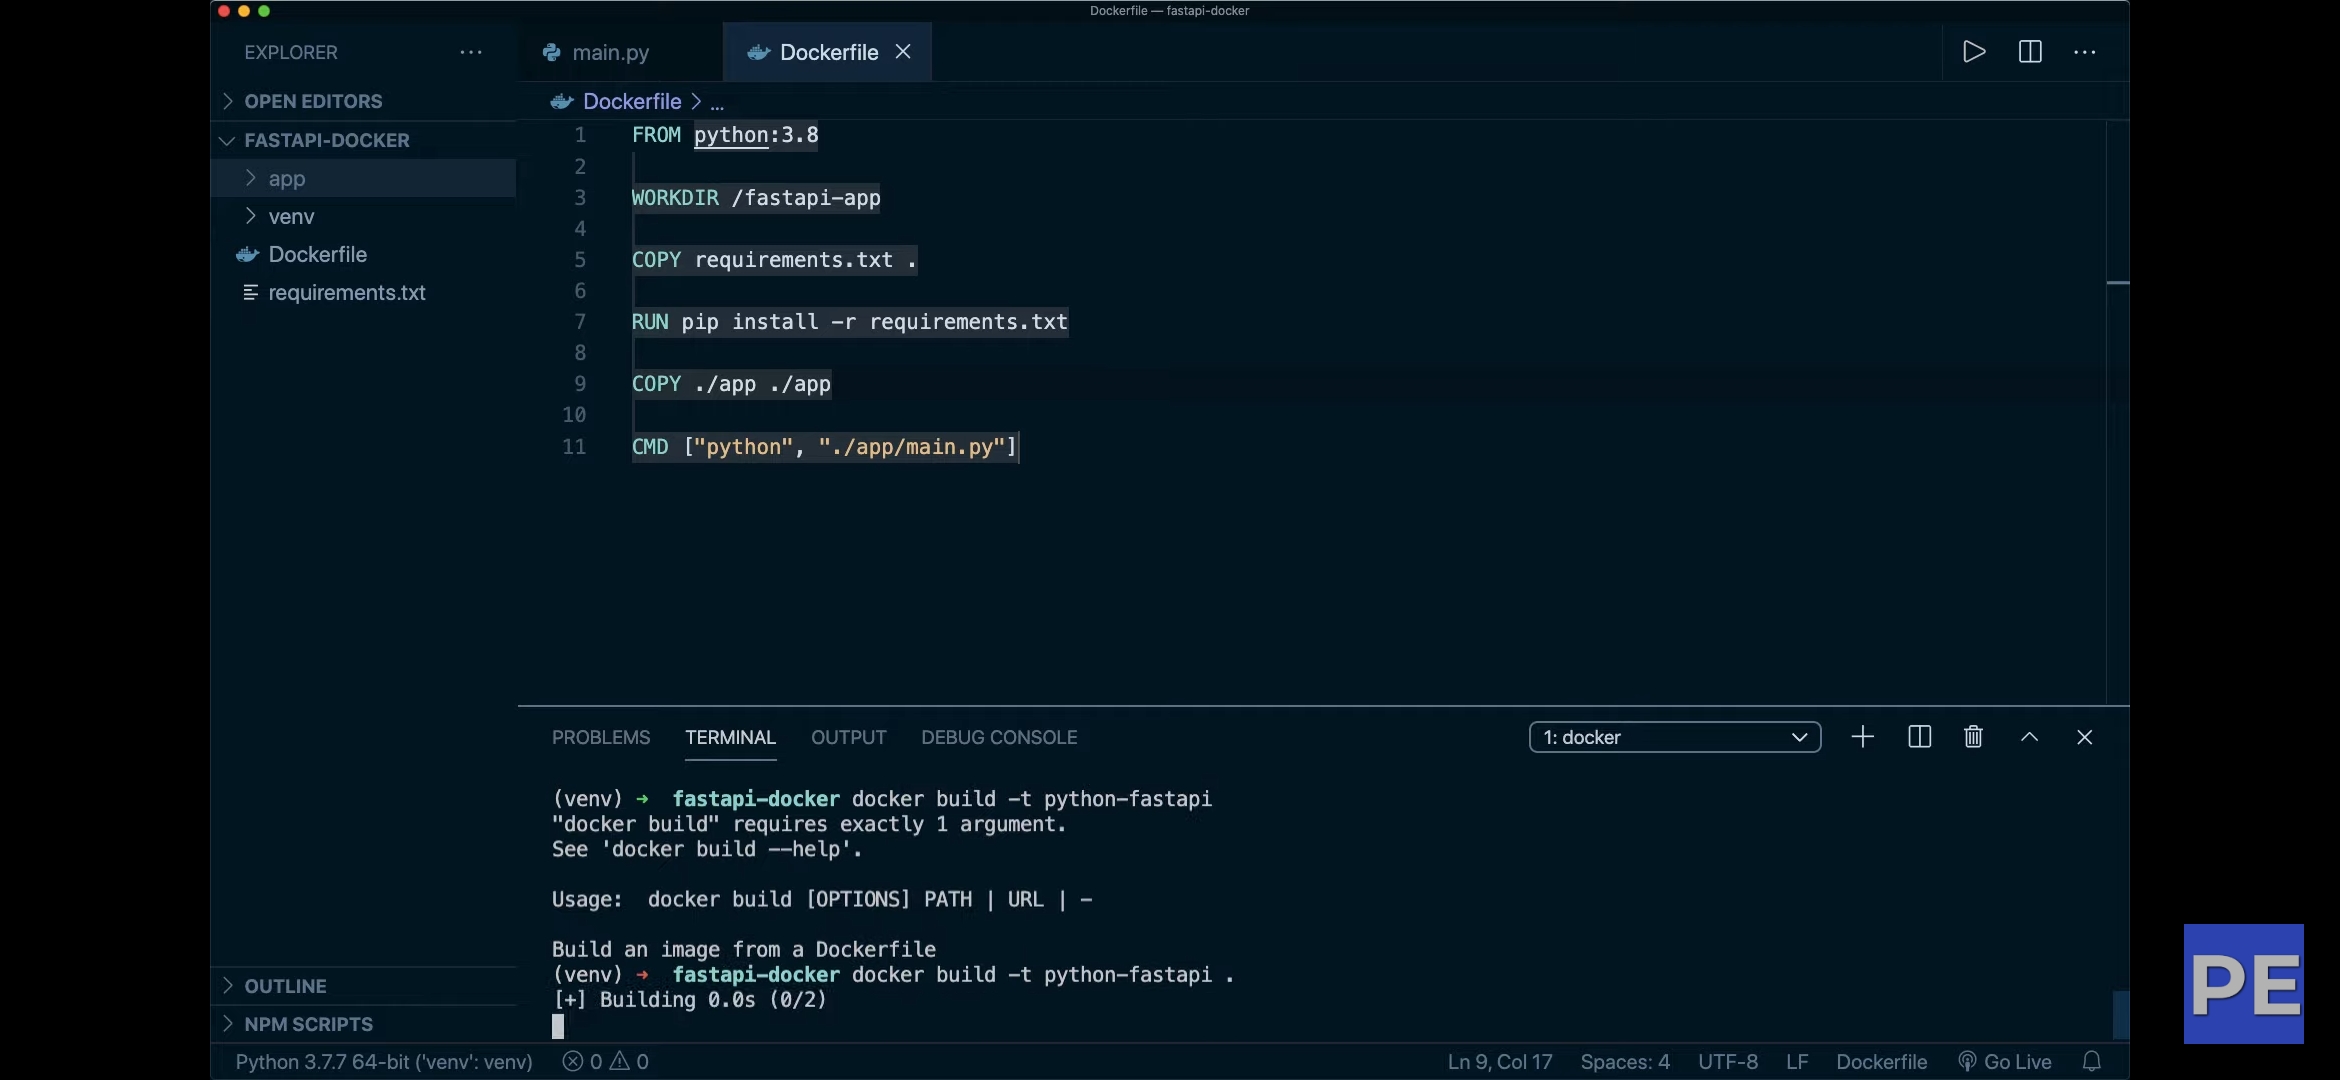 Dockerfile — fastapi-docker
EXPLORER ...
main.py
Dockerfile
OPEN EDITORS
Dockerfile > ...
FASTAPI-DOCKER
app
venv
Dockerfile
requirements.txt
1 FROM python:3.8
2
3 WORKDIR /fastapi-app
4
5 COPY requirements.txt .
6
7 RUN pip install -r requirements.txt
8
9 COPY ./app ./app
10
11 CMD ["python", "./app/main.py"]
PROBLEMS TERMINAL OUTPUT DEBUG CONSOLE
1: docker
(venv) → fastapi-docker docker build -t python-fastapi
"docker build" requires exactly 1 argument.
See 'docker build --help'.
Usage:  docker build [OPTIONS] PATH | URL | -
Build an image from a Dockerfile
(venv) → fastapi-docker docker build -t python-fastapi .
[+] Building 0.0s (0/2)
OUTLINE
NPM SCRIPTS
Python 3.7.7 64-bit ('venv': venv) 0 0
Ln 9, Col 17 Spaces: 4 UTF-8 LF Dockerfile Go Live
PE